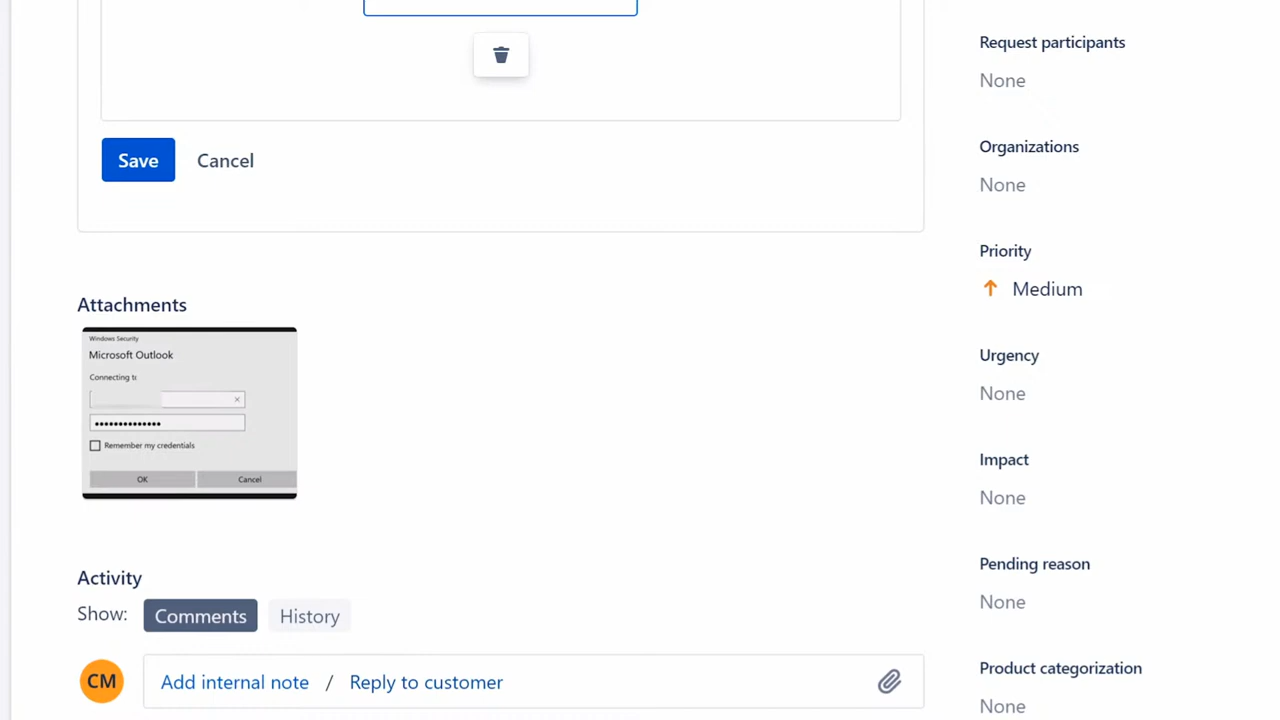 Save Cancel
Attachments
Windows Security
Microsoft Outlook
Connecting to
••••••••••••••
Remember my credentials
OK Cancel
Activity
Show: Comments History
CM Add internal note / Reply to customer
Request participants
None
Organizations
None
Priority
Medium
Urgency
None
Impact
None
Pending reason
None
Product categorization
None